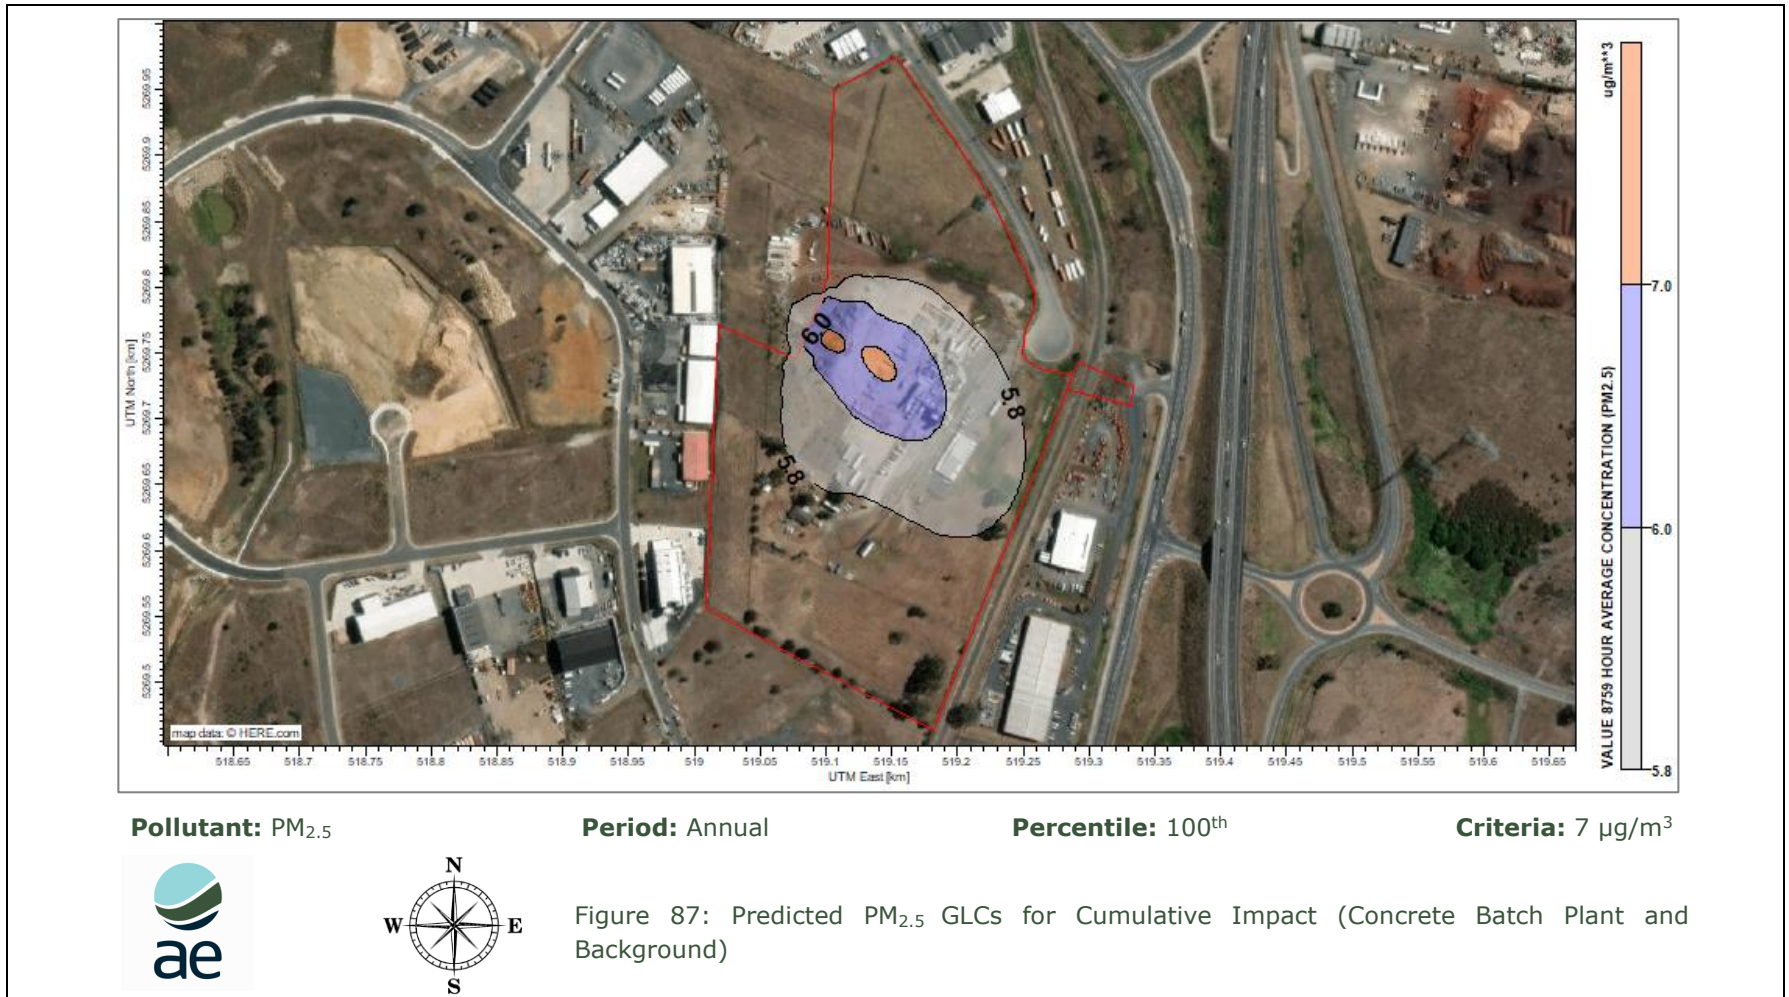 ug/m**3
7.0
6.0
5.8
VALUE 8759 HOUR AVERAGE CONCENTRATION (PM2.5)
5269.95
5269.9
5269.85
5269.8
5269.75
5269.7
5269.65
5269.6
5269.55
5269.5
UTM North [km]
6.0
5.8
5.8
map data: © HERE.com
518.65 518.7 518.75 518.8 518.85 518.9 518.95 519 519.05 519.1 519.15 519.2 519.25 519.3 519.35 519.4 519.45 519.5 519.55 519.6 519.65
UTM East [km]
Pollutant: PM2.5 Period: Annual Percentile: 100th Criteria: 7 µg/m3
ae
N
W E
S
Figure 87: Predicted PM2.5 GLCs for Cumulative Impact (Concrete Batch Plant and
Background)